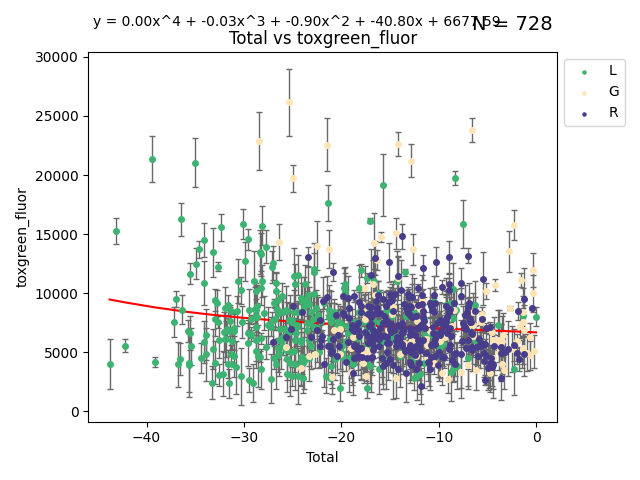 y = 0.00x^4 + -0.03x^3 + -0.90x^2 + -40.80x + 6677.59
N = 728
Total vs toxgreen_fluor
30000
25000
20000
15000
10000
5000
0
toxgreen_fluor
−40
−30
−20
−10
0
Total
L
G
R